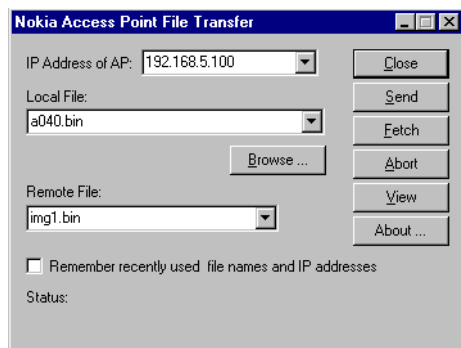 Nokia Access Point File Transfer
IP Address of AP: 192.168.5.100
Close
Local File:
Send
a040.bin
Fetch
Browse ...
Abort
Remote File:
View
img1.bin
About ...
Remember recently used file names and IP addresses
Status: